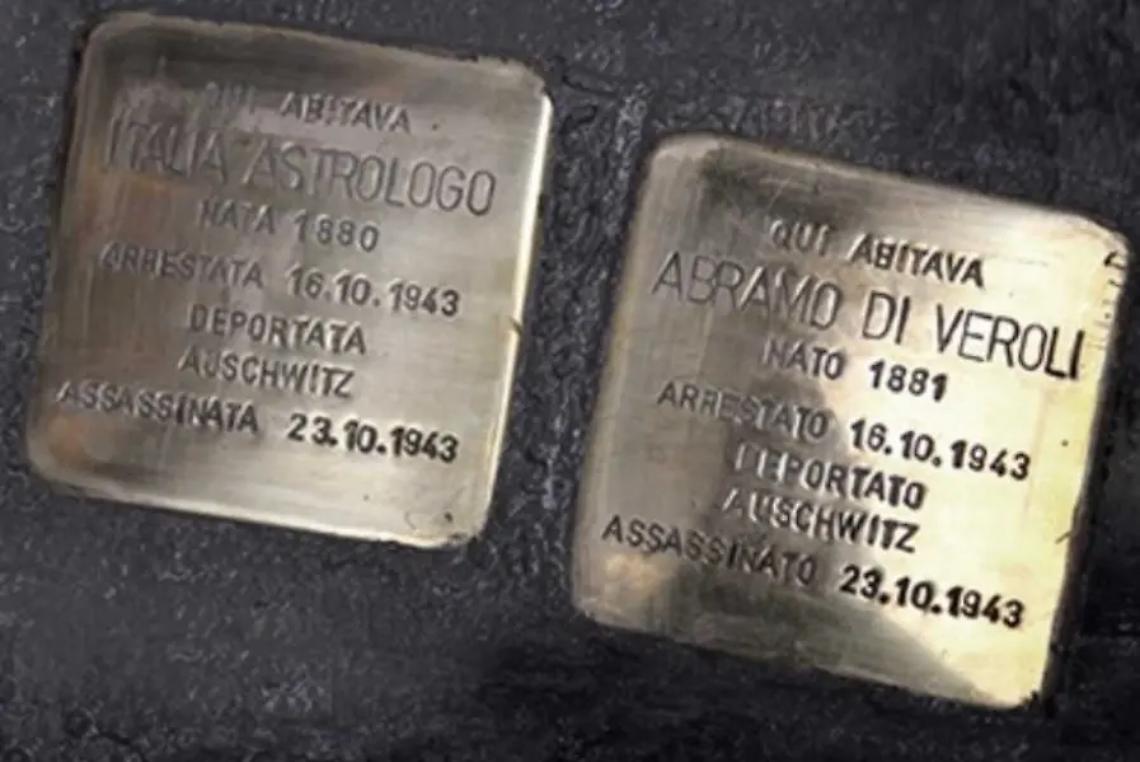 QUI ABITAVA
ITALIA ASTROLOGO
NATA 1880
ARRESTATA 16.10.1943
DEPORTATA
AUSCHWITZ
ASSASSINATA 23.10.1943
QUI ABITAVA
ABRAMO DI VEROLI
NATO 1881
ARRESTATO 16.10.1943
DEPORTATO
AUSCHWITZ
ASSASSINATO 23.10.1943